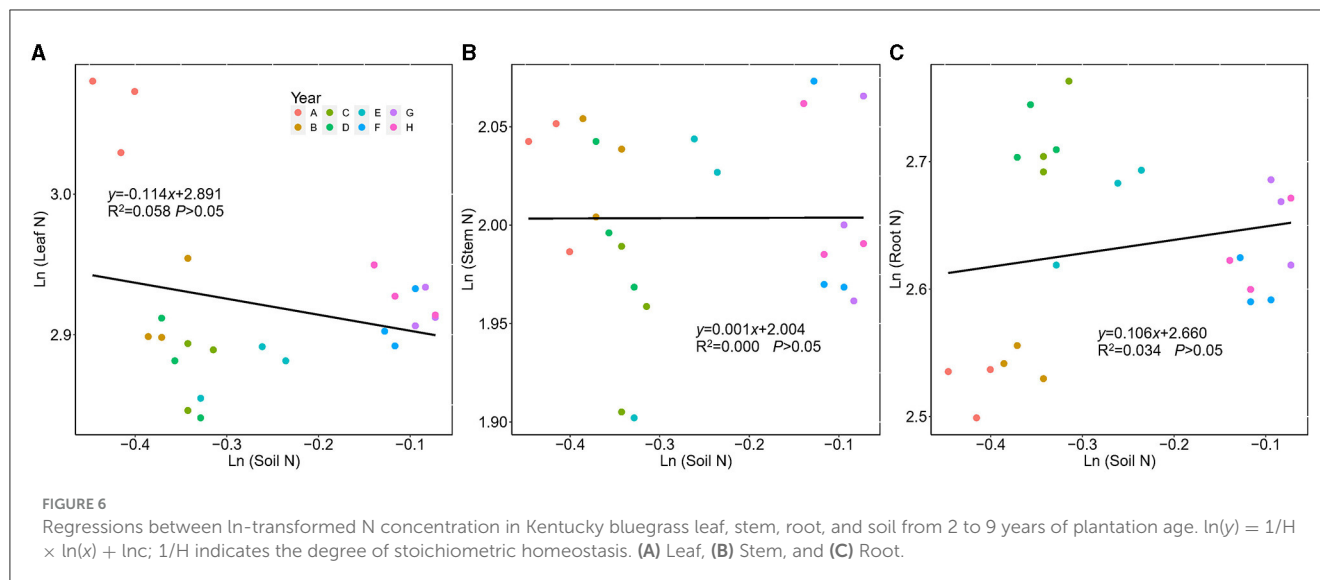 A
Ln (Leaf N)
3.0
2.9
Year
A C E G
B D F H
y=-0.114x+2.891
R²=0.058 P>0.05
−0.4 −0.3 −0.2 −0.1
Ln (Soil N)
B
Ln (Stem N)
2.05
2.00
1.95
1.90
y=0.001x+2.004
R²=0.000 P>0.05
−0.4 −0.3 −0.2 −0.1
Ln (Soil N)
C
Ln (Root N)
2.7
2.6
2.5
y=0.106x+2.660
R²=0.034 P>0.05
−0.4 −0.3 −0.2 −0.1
Ln (Soil N)
FIGURE 6
Regressions between ln-transformed N concentration in Kentucky bluegrass leaf, stem, root, and soil from 2 to 9 years of plantation age. ln(y) = 1/H
× ln(x) + lnc; 1/H indicates the degree of stoichiometric homeostasis. (A) Leaf, (B) Stem, and (C) Root.